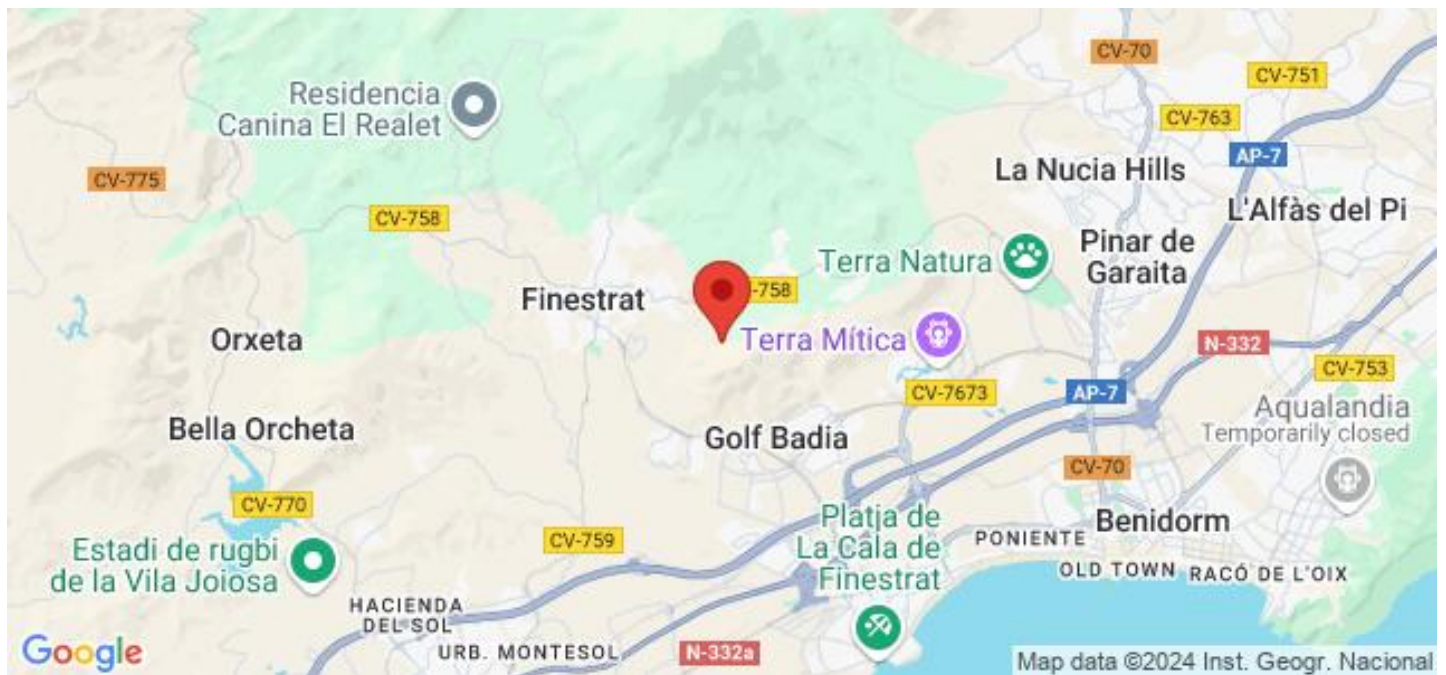 CV-70
CV-751
Residencia
Canina El Realet
CV-763
AP-7
La Nucia Hills
CV-775
CV-758
L'Alfàs del Pi
Terra Natura
Pinar de
Garaita
-758
Finestrat
Orxeta
Terra Mítica
N-332
CV-753
CV-7673
AP-7
Aqualandia
Temporarily closed
Bella Orcheta
Golf Badia
CV-70
CV-770
Platja de
La Cala de
Finestrat
Benidorm
PONIENTE
CV-759
Estadi de rugbi
de la Vila Joiosa
OLD TOWN
RACÓ DE L'OIX
HACIENDA
DEL SOL
URB. MONTESOL
N-332a
Google
Map data ©2024 Inst. Geogr. Nacional